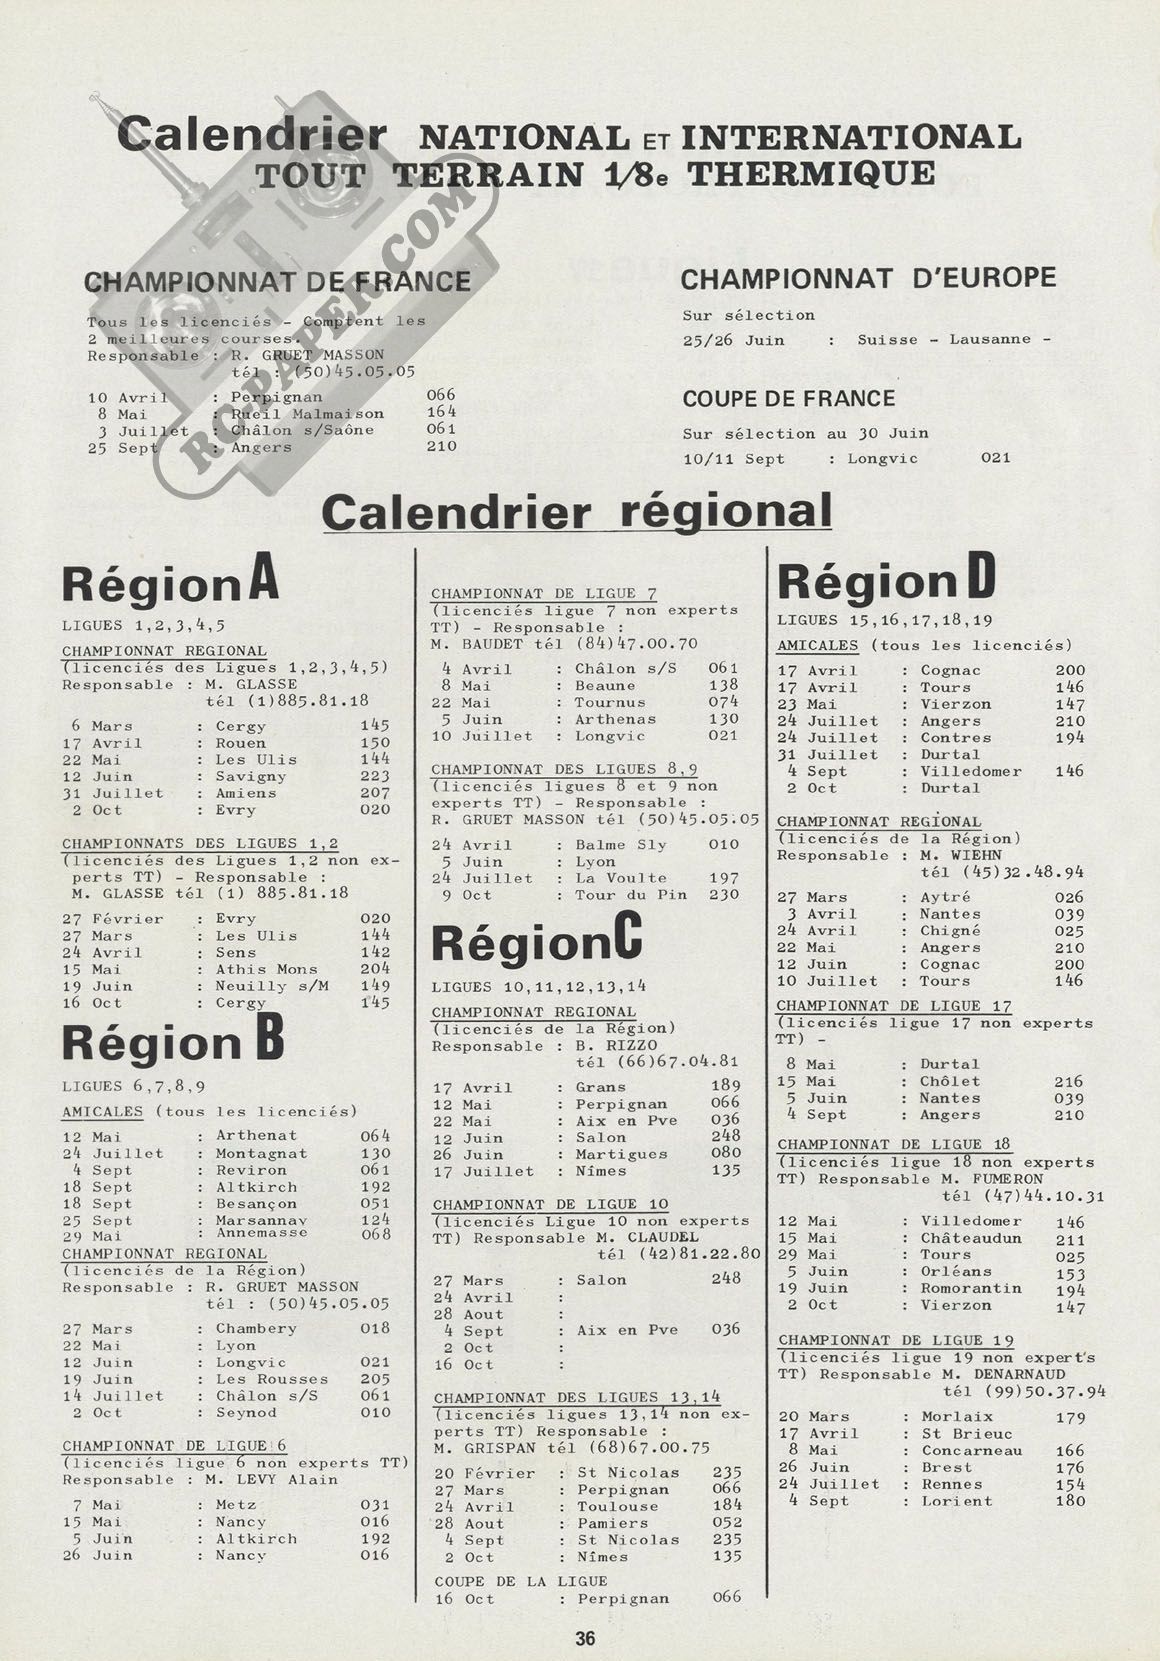 Calendrier NATIONAL ET INTERNATIONAL
TOUT TERRAIN 1/8e THERMIQUE
RC-PAPER.COM
CHAMPIONNAT DE FRANCE
Tous les licenciés - Comptent les
2 meilleures courses.
Responsable : R. GRUET MASSON
tél : (50)45.05.05
10 Avril : Perpignan 066
8 Mai : Rueil Malmaison 164
3 Juillet : Châlon s/Saône 061
25 Sept : Angers 210
CHAMPIONNAT D'EUROPE
Sur sélection
25/26 Juin : Suisse - Lausanne -
COUPE DE FRANCE
Sur sélection au 30 Juin
10/11 Sept : Longvic 021
Calendrier régional
Région A
LIGUES 1,2,3,4,5
CHAMPIONNAT REGIONAL
(licenciés des Ligues 1,2,3,4,5)
Responsable : M. GLASSE
tél (1)885.81.18
6 Mars : Cergy 145
17 Avril : Rouen 150
22 Mai : Les Ulis 144
12 Juin : Savigny 223
31 Juillet : Amiens 207
2 Oct : Evry 020
CHAMPIONNATS DES LIGUES 1,2
(licenciés des Ligues 1,2 non ex-
perts TT) - Responsable :
M. GLASSE tél (1) 885.81.18
27 Février : Evry 020
27 Mars : Les Ulis 144
24 Avril : Sens 142
15 Mai : Athis Mons 204
19 Juin : Neuilly s/M 149
16 Oct : Cergy 145
Région B
LIGUES 6,7,8,9
AMICALES (tous les licenciés)
12 Mai : Arthenat 064
24 Juillet : Montagnat 130
4 Sept : Reviron 061
18 Sept : Altkirch 192
18 Sept : Besançon 051
25 Sept : Marsannay 124
29 Mai : Annemasse 068
CHAMPIONNAT REGIONAL
(licenciés de la Région)
Responsable : R. GRUET MASSON
tél : (50)45.05.05
27 Mars : Chambery 018
22 Mai : Lyon
12 Juin : Longvic 021
19 Juin : Les Rousses 205
14 Juillet : Châlon s/S 061
2 Oct : Seynod 010
CHAMPIONNAT DE LIGUE 6
(licenciés ligue 6 non experts TT)
Responsable : M. LEVY Alain
7 Mai : Metz 031
15 Mai : Nancy 016
5 Juin : Altkirch 192
26 Juin : Nancy 016
CHAMPIONNAT DE LIGUE 7
(licenciés ligue 7 non experts
TT) - Responsable :
M. BAUDET tél (84)47.00.70
4 Avril : Châlon s/S 061
8 Mai : Beaune 138
22 Mai : Tournus 074
5 Juin : Arthenas 130
10 Juillet : Longvic 021
CHAMPIONNAT DES LIGUES 8,9
(licenciés ligues 8 et 9 non
experts TT) - Responsable :
R. GRUET MASSON tél (50)45.05.05
24 Avril : Balme Sly 010
5 Juin : Lyon
24 Juillet : La Voulte 197
9 Oct : Tour du Pin 230
Région C
LIGUES 10,11,12,13,14
CHAMPIONNAT REGIONAL
(licenciés de la Région)
Responsable : B. RIZZO
tél (66)67.04.81
17 Avril : Grans 189
12 Mai : Perpignan 066
22 Mai : Aix en Pve 036
12 Juin : Salon 248
26 Juin : Martigues 080
17 Juillet : Nîmes 135
CHAMPIONNAT DE LIGUE 10
(licenciés Ligue 10 non experts
TT) Responsable M. CLAUDEL
tél (42)81.22.80
27 Mars : Salon 248
24 Avril :
28 Aout :
4 Sept : Aix en Pve 036
2 Oct :
16 Oct :
CHAMPIONNAT DES LIGUES 13,14
(licenciés ligues 13,14 non ex-
perts TT) Responsable :
M. GRISPAN tél (68)67.00.75
20 Février : St Nicolas 235
27 Mars : Perpignan 066
24 Avril : Toulouse 184
28 Aout : Pamiers 052
4 Sept : St Nicolas 235
2 Oct : Nîmes 135
COUPE DE LA LIGUE
16 Oct : Perpignan 066
Région D
LIGUES 15,16,17,18,19
AMICALES (tous les licenciés)
17 Avril : Cognac 200
17 Avril : Tours 146
23 Mai : Vierzon 147
24 Juillet : Angers 210
24 Juillet : Contres 194
31 Juillet : Durtal
4 Sept : Villedomer 146
2 Oct : Durtal
CHAMPIONNAT REGIONAL
(licenciés de la Région)
Responsable : M. WIEHN
tél (45)32.48.94
27 Mars : Aytré 026
3 Avril : Nantes 039
24 Avril : Chigné 025
22 Mai : Angers 210
12 Juin : Cognac 200
10 Juillet : Tours 146
CHAMPIONNAT DE LIGUE 17
(licenciés ligue 17 non experts
TT) -
8 Mai : Durtal
15 Mai : Chôlet 216
5 Juin : Nantes 039
4 Sept : Angers 210
CHAMPIONNAT DE LIGUE 18
(licenciés ligue 18 non experts
TT) Responsable M. FUMERON
tél (47)44.10.31
12 Mai : Villedomer 146
15 Mai : Châteaudun 211
29 Mai : Tours 025
5 Juin : Orléans 153
19 Juin : Romorantin 194
2 Oct : Vierzon 147
CHAMPIONNAT DE LIGUE 19
(licenciés ligue 19 non expert's
TT) Responsable M. DENARNAUD
tél (99)50.37.94
20 Mars : Morlaix 179
17 Avril : St Brieuc
8 Mai : Concarneau 166
26 Juin : Brest 176
24 Juillet : Rennes 154
4 Sept : Lorient 180
36